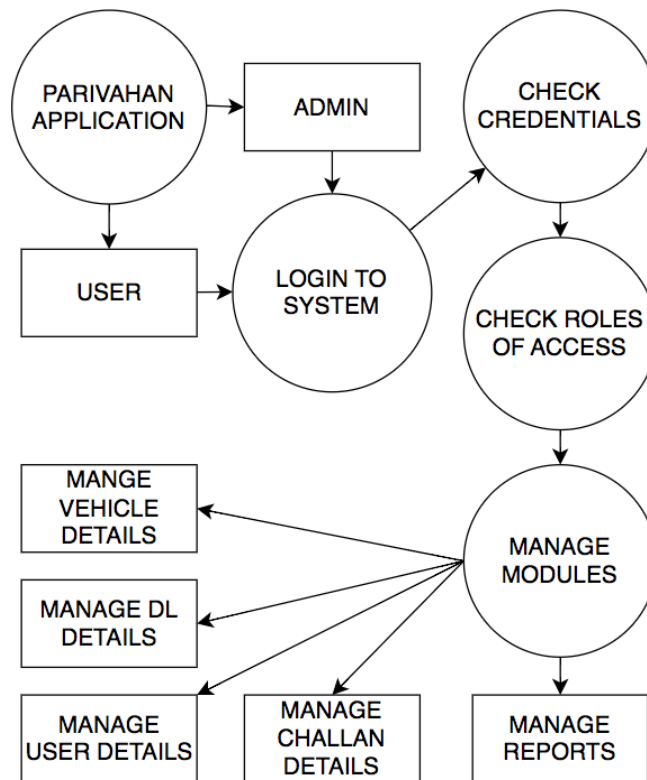 PARIVAHAN
APPLICATION
ADMIN
CHECK
CREDENTIALS
USER
LOGIN TO
SYSTEM
CHECK ROLES
OF ACCESS
MANGE
VEHICLE
DETAILS
MANAGE
MODULES
MANAGE DL
DETAILS
MANAGE
USER DETAILS
MANAGE
CHALLAN
DETAILS
MANAGE
REPORTS